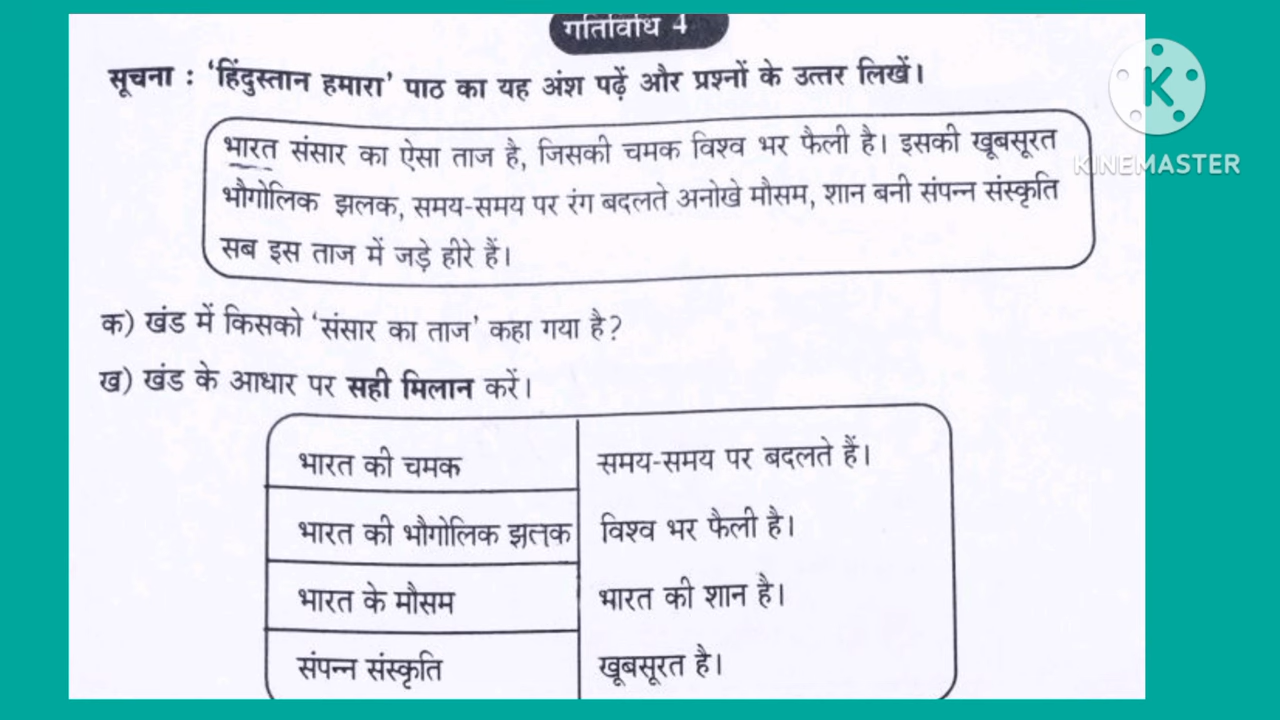 गतिविधि 4
सूचना : 'हिंदुस्तान हमारा' पाठ का यह अंश पढ़ें और प्रश्नों के उत्तर लिखें।
K
KINEMASTER
भारत संसार का ऐसा ताज है, जिसकी चमक विश्व भर फैली है। इसकी खूबसूरत
भौगोलिक झलक, समय-समय पर रंग बदलते अनोखे मौसम, शान बनी संपन्न संस्कृति
सब इस ताज में जड़े हीरे हैं।
क) खंड में किसको 'संसार का ताज' कहा गया है?
ख) खंड के आधार पर सही मिलान करें।
भारत की चमक समय-समय पर बदलते हैं।
भारत की भौगोलिक झलक विश्व भर फैली है।
भारत के मौसम भारत की शान है।
संपन्न संस्कृति खूबसूरत है।